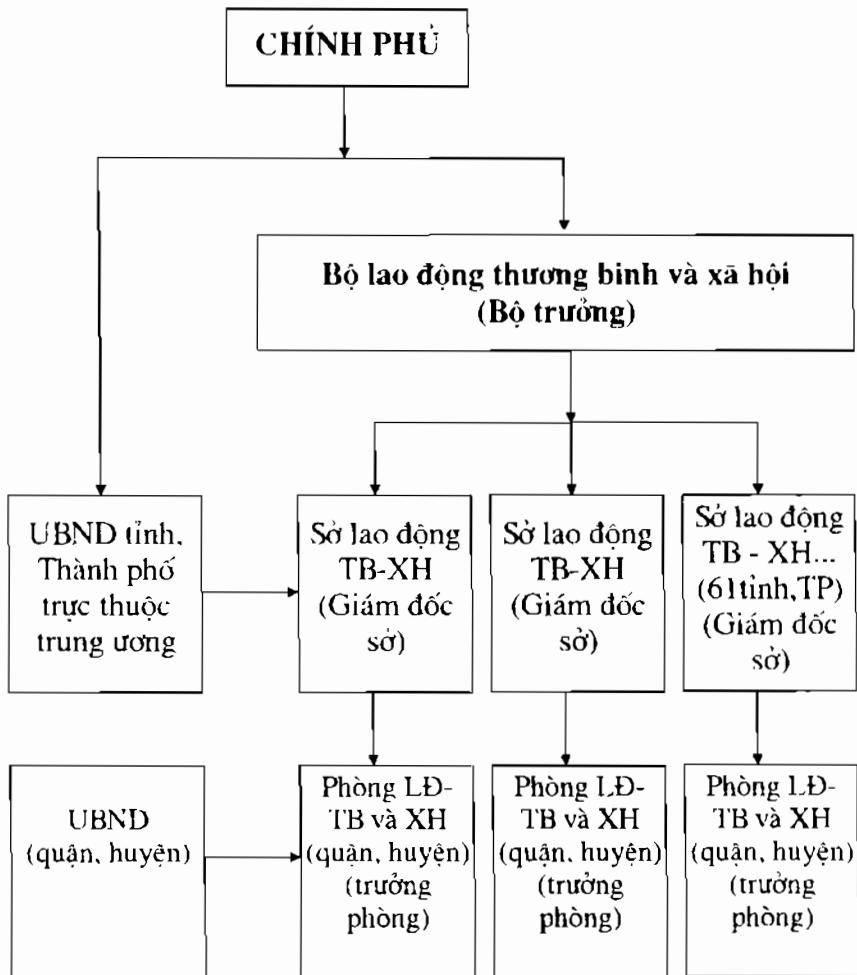 CHÍNH PHỦ
Bộ lao động thương binh và xã hội
(Bộ trưởng)
UBND tỉnh,
Thành phố
trực thuộc
trung ương
Sở lao động
TB-XH
(Giám đốc
sở)
Sở lao động
TB-XH
(Giám đốc
sở)
Sở lao động
TB - XH...
(61tỉnh,TP)
(Giám đốc
sở)
UBND
(quận, huyện)
Phòng LĐ-
TB và XH
(quận, huyện)
(trưởng
phòng)
Phòng LĐ-
TB và XH
(quận, huyện)
(trưởng
phòng)
Phòng LĐ-
TB và XH
(quận, huyện)
(trưởng
phòng)